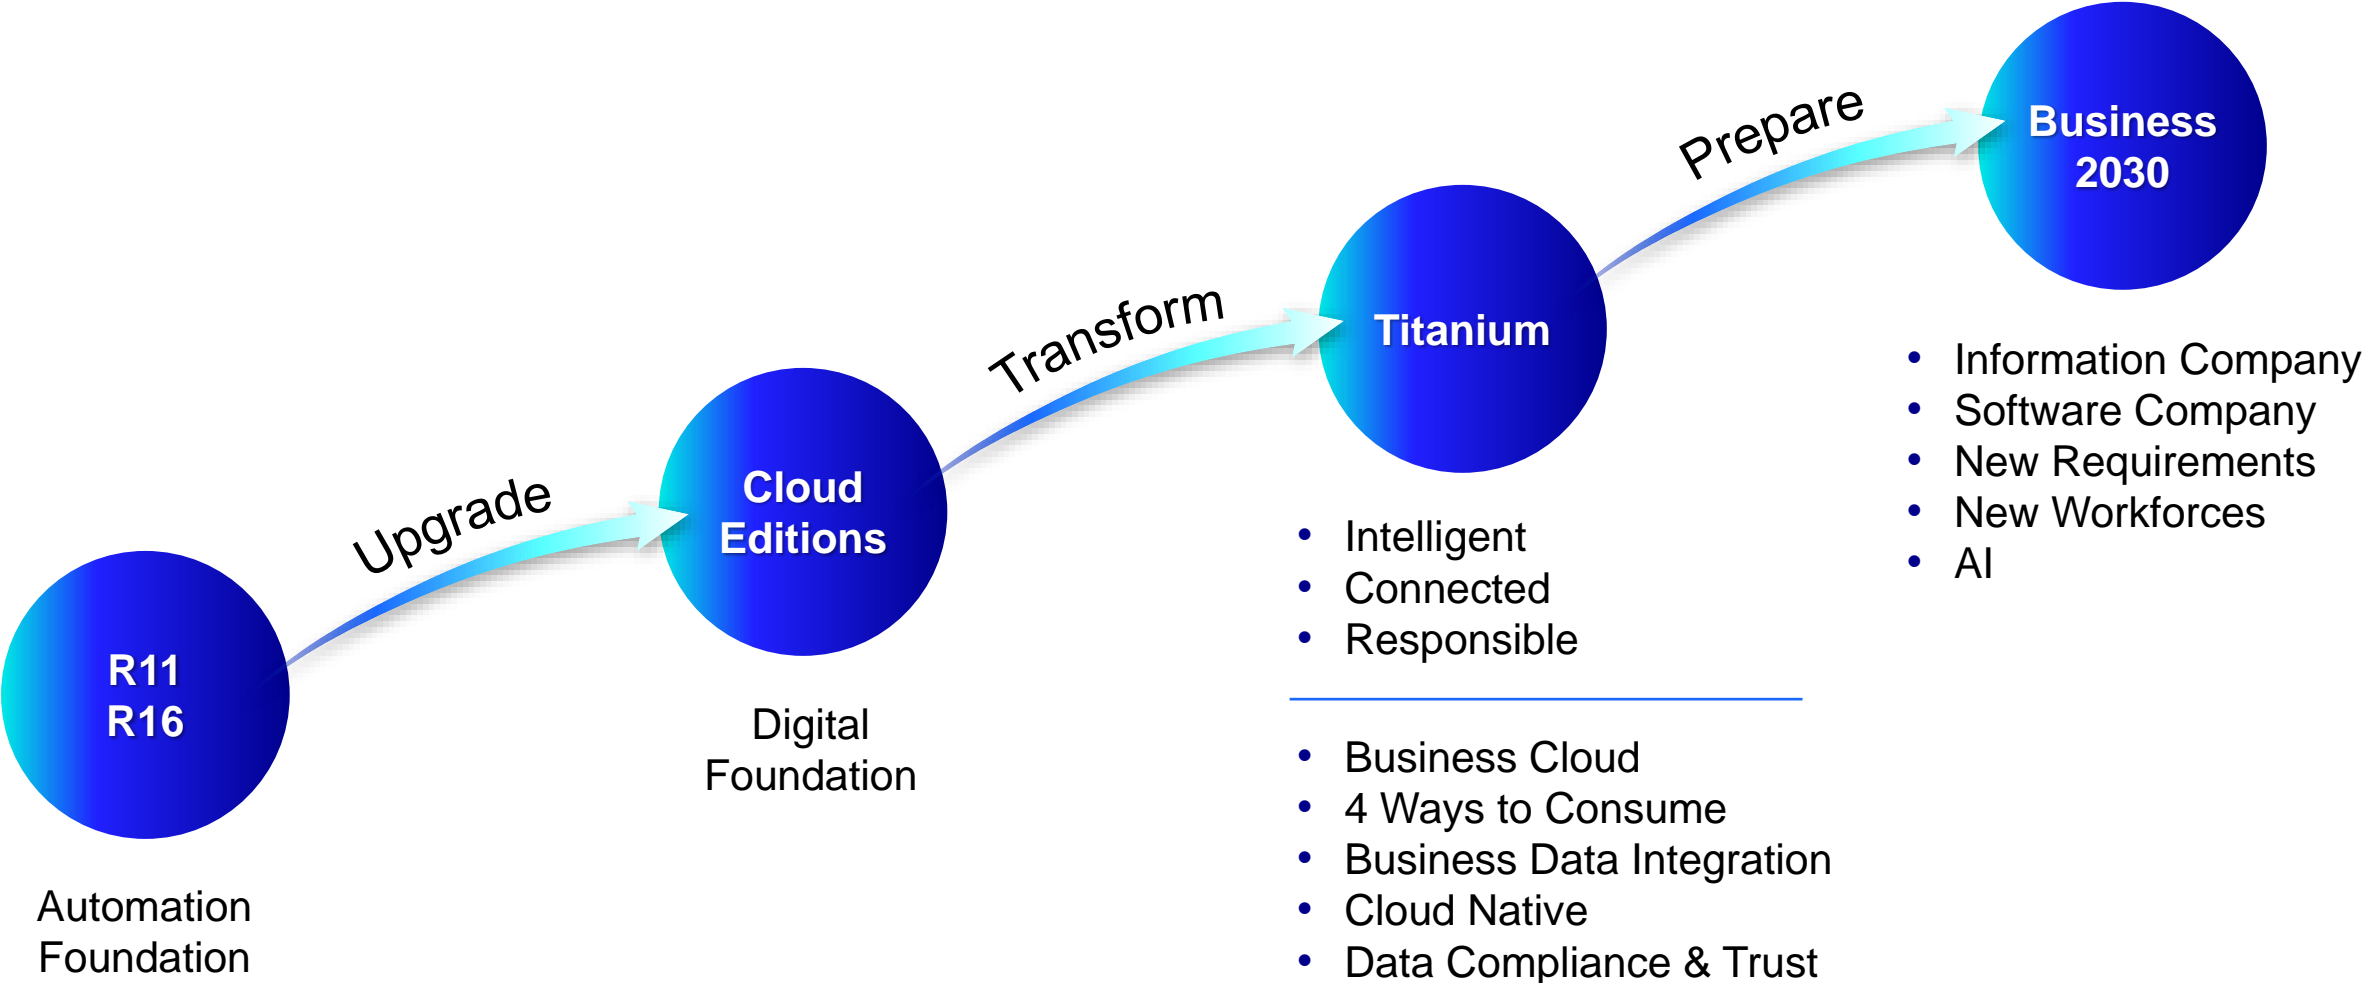 R11
R16
Automation
Foundation
Upgrade
Cloud
Editions
Digital
Foundation
Transform
Titanium
• Intelligent
• Connected
• Responsible
• Business Cloud
• 4 Ways to Consume
• Business Data Integration
• Cloud Native
• Data Compliance & Trust
Prepare
Business
2030
• Information Company
• Software Company
• New Requirements
• New Workforces
• AI